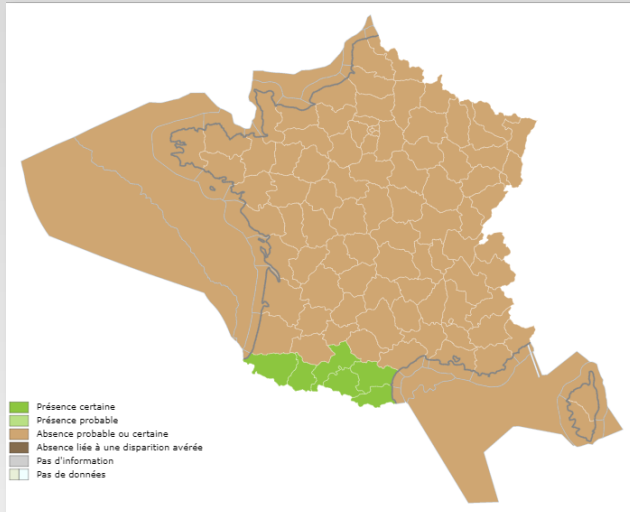 Présence certaine
Présence probable
Absence probable ou certaine
Absence liée à une disparition avérée
Pas d'information
Pas de données